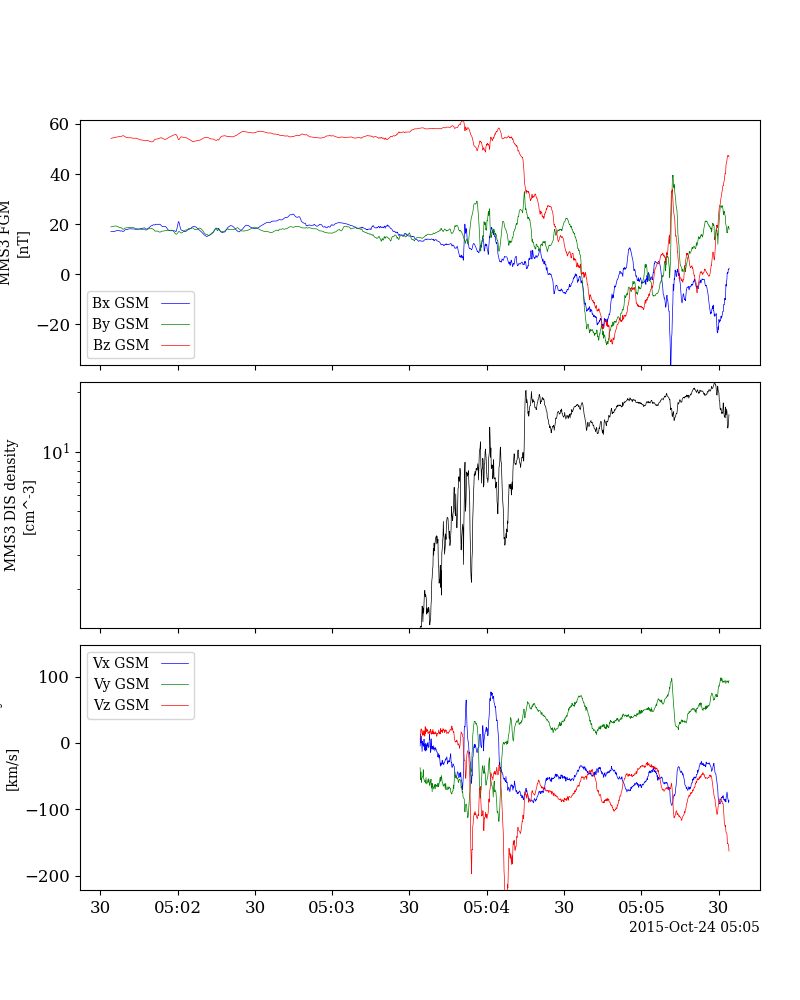 60
40
20
0
−20
MMS3 FGM
[nT]
Bx GSM
By GSM
Bz GSM
10^1
MMS3 DIS density
[cm^-3]
100
0
−100
−200
[km/s]
Vx GSM
Vy GSM
Vz GSM
30 05:02 30 05:03 30 05:04 30 05:05 30
2015-Oct-24 05:05